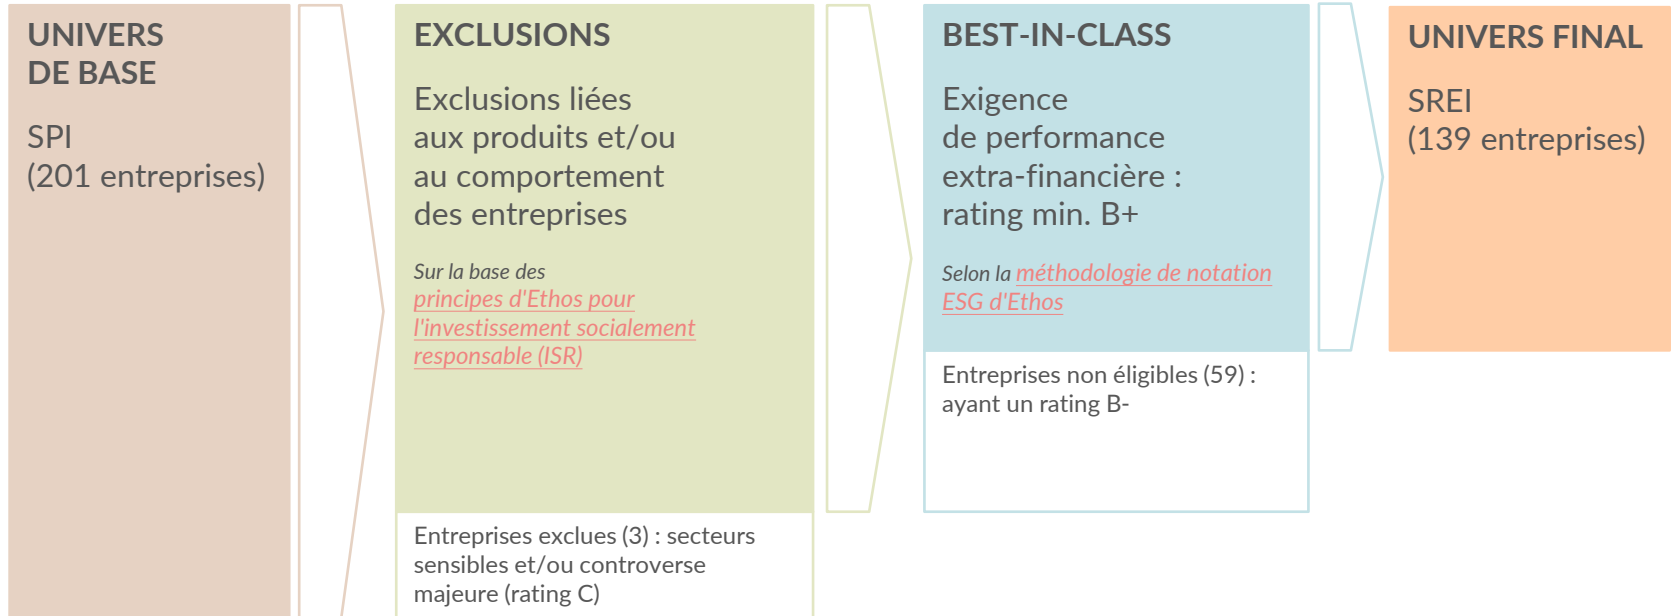 UNIVERS
DE BASE
SPI
(201 entreprises)
EXCLUSIONS
Exclusions liées
aux produits et/ou
au comportement
des entreprises
Sur la base des
principes d'Ethos pour
l'investissement socialement
responsable (ISR)
Entreprises exclues (3) : secteurs
sensibles et/ou controverse
majeure (rating C)
BEST-IN-CLASS
Exigence
de performance
extra-financière :
rating min. B+
Selon la méthodologie de notation
ESG d'Ethos
Entreprises non éligibles (59) :
ayant un rating B-
UNIVERS FINAL
SREI
(139 entreprises)